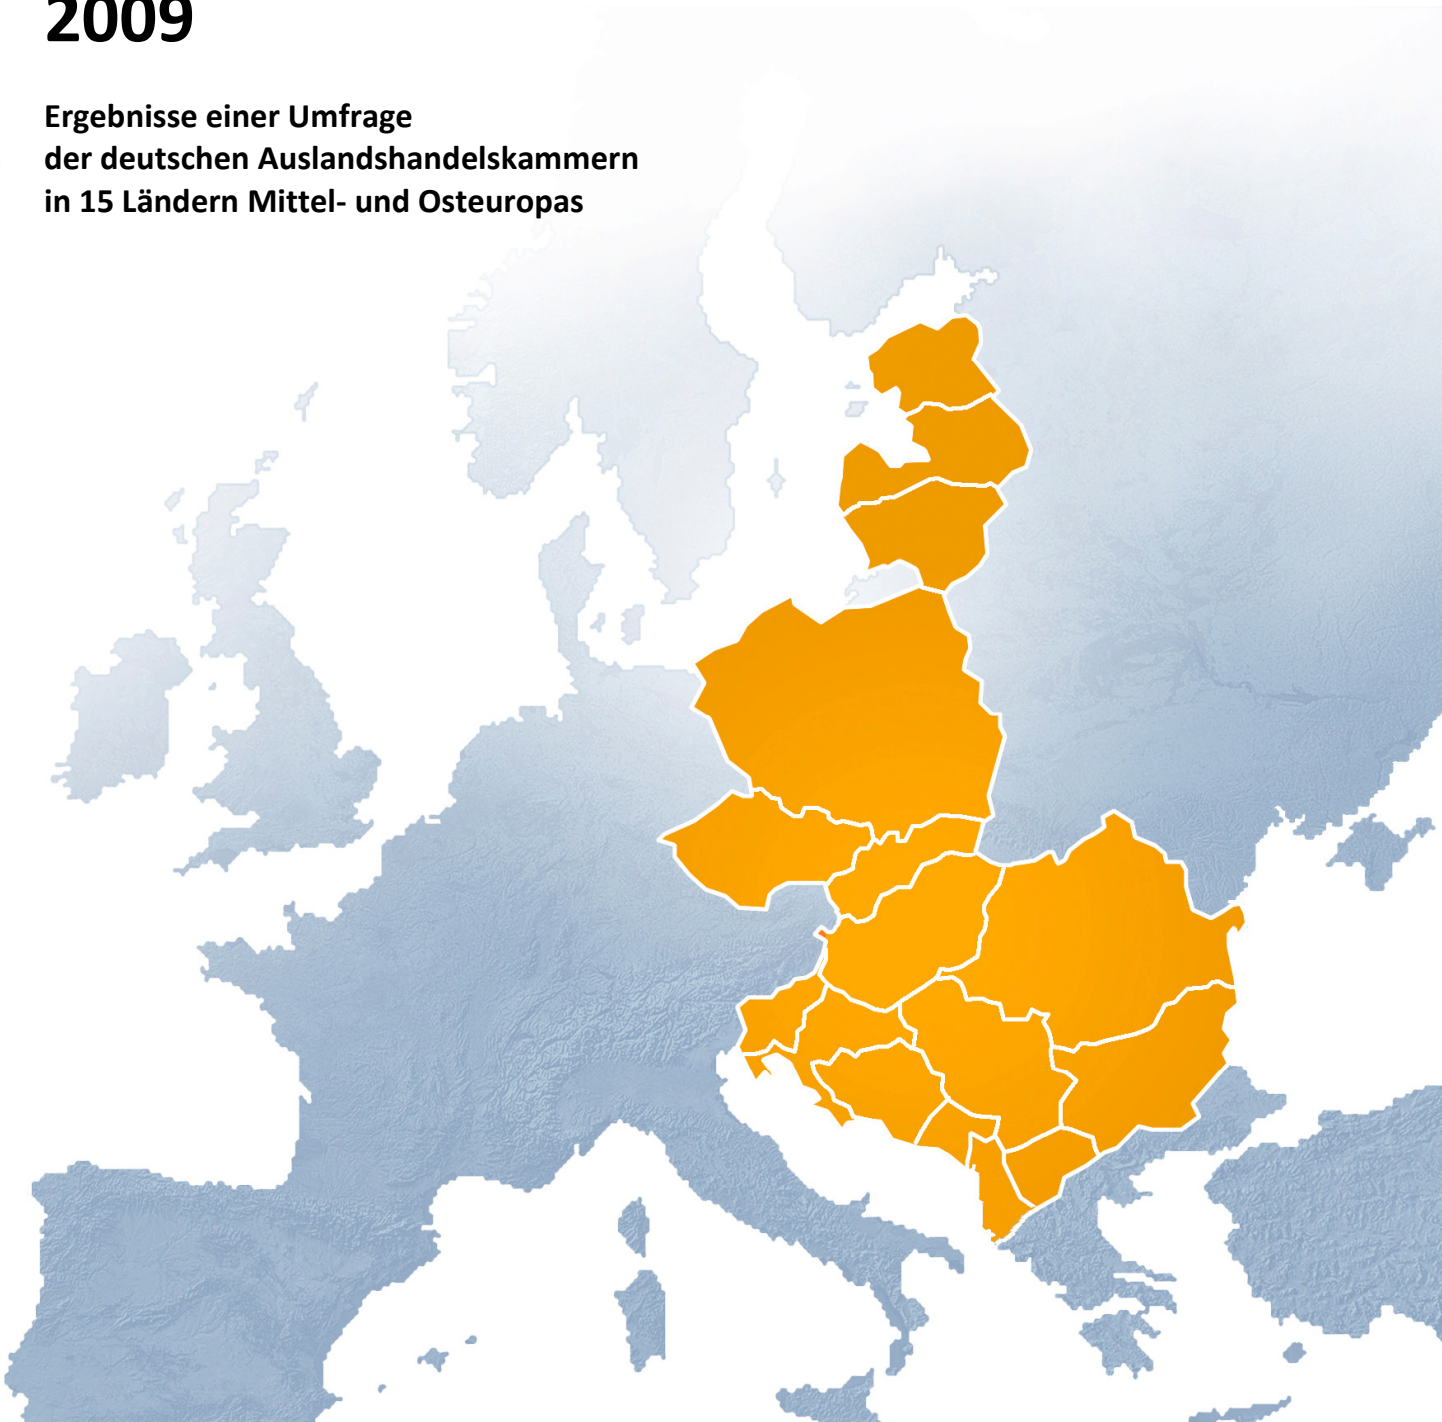 2009
Ergebnisse einer Umfrage
der deutschen Auslandshandelskammern
in 15 Ländern Mittel- und Osteuropas